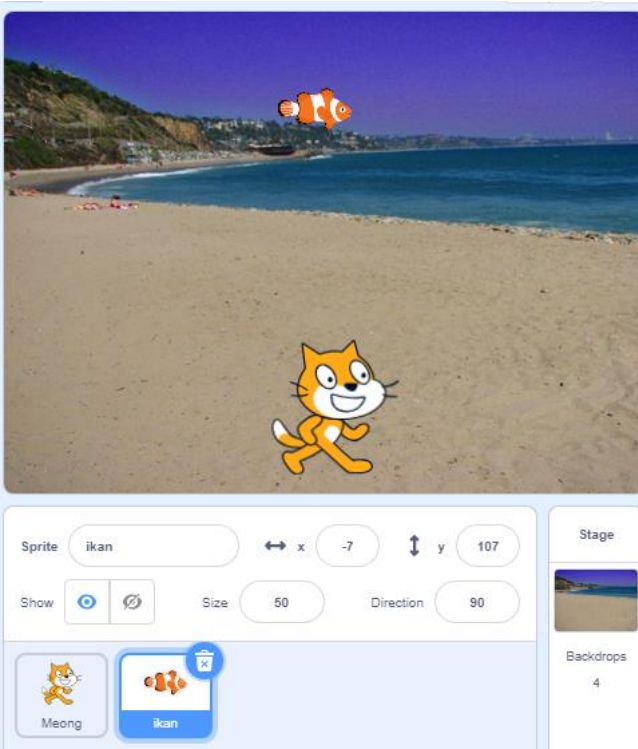 Sprite ikan x -7 y 107
Show Size 50 Direction 90
Meong
ikan
Stage
Backdrops
4